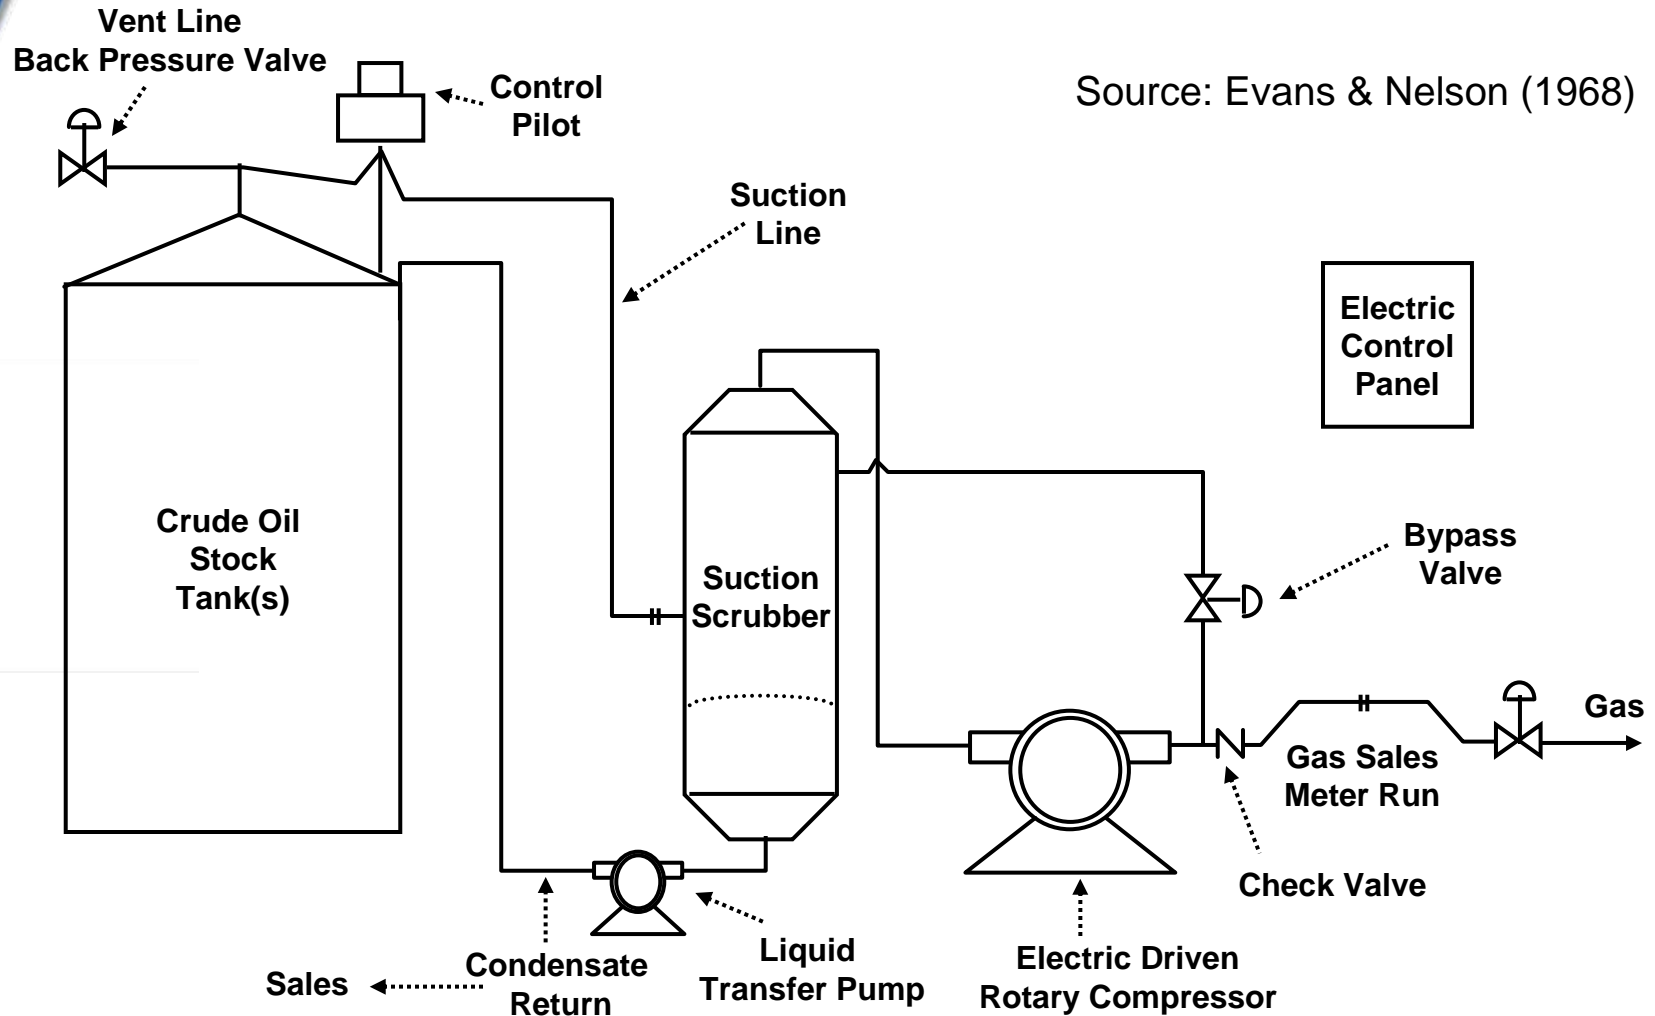 Vent Line
Back Pressure Valve
Control
Pilot
Source: Evans & Nelson (1968)
Suction
Line
Electric
Control
Panel
Crude Oil
Stock
Tank(s)
Suction
Scrubber
Bypass
Valve
Gas
Gas Sales
Meter Run
Check Valve
Liquid
Transfer Pump
Electric Driven
Rotary Compressor
Condensate
Return
Sales